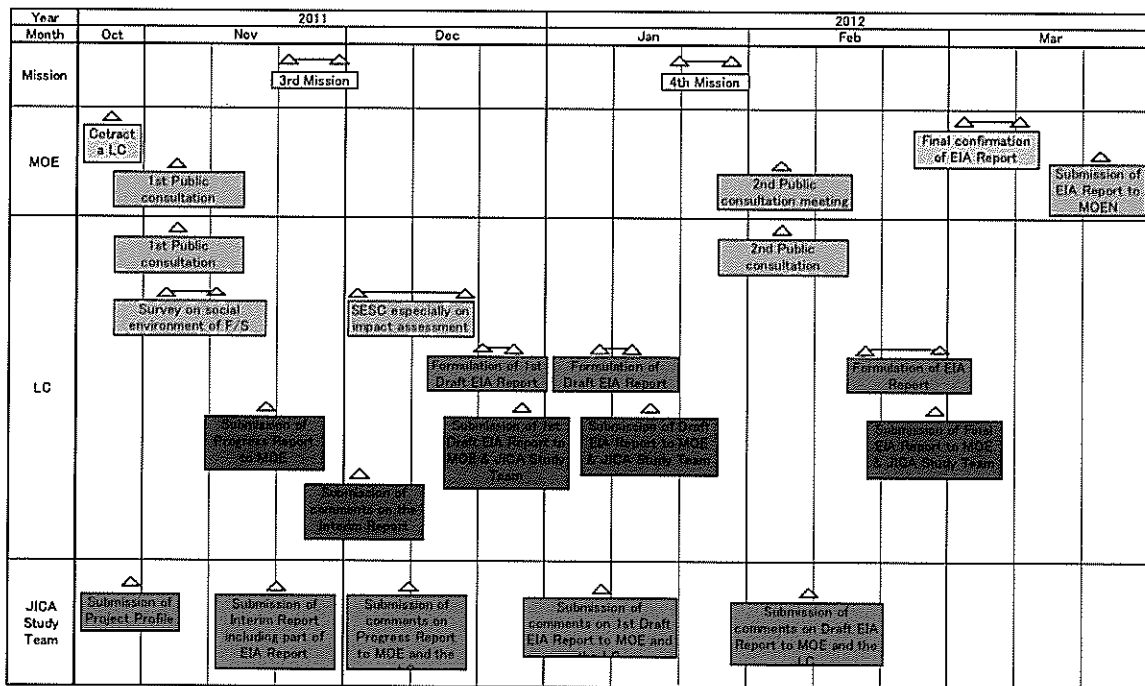 Year
2011
2012
Month
Oct
Nov
Dec
Jan
Feb
Mar
Mission
3rd Mission
4th Mission
MOE
Cotract
a LC
1st Public
consultation
2nd Public
consultation meeting
Final confirmation
of EIA Report
Submission of
EIA Report to
MOEN
LC
1st Public
consultation
2nd Public
consultation
Survey on social
environment of F/S
SESC especially on
impact assessment
Formulation of 1st
Draft EIA Report
Formulation of
Draft EIA Report
Formulation of EIA
Report
Submission of
Progress Report
to MOE
Submission of 1st
Draft EIA Report to
MOE & JICA Study
Team
Submission of Draft
EIA Report to MOE
& JICA Study Team
Submission of Final
EIA Report to MOE
& JICA Study Team
Submission of
comments on the
Interim Report
JICA
Study
Team
Submission of
Project Profile
Submission of
Interim Report
including part of
EIA Report
Submission of
comments on
Progress Report
to MOE and the
LC
Submission of
comments on 1st Draft
EIA Report to MOE and
the LC
Submission of
comments on Draft EIA
Report to MOE and the
LC